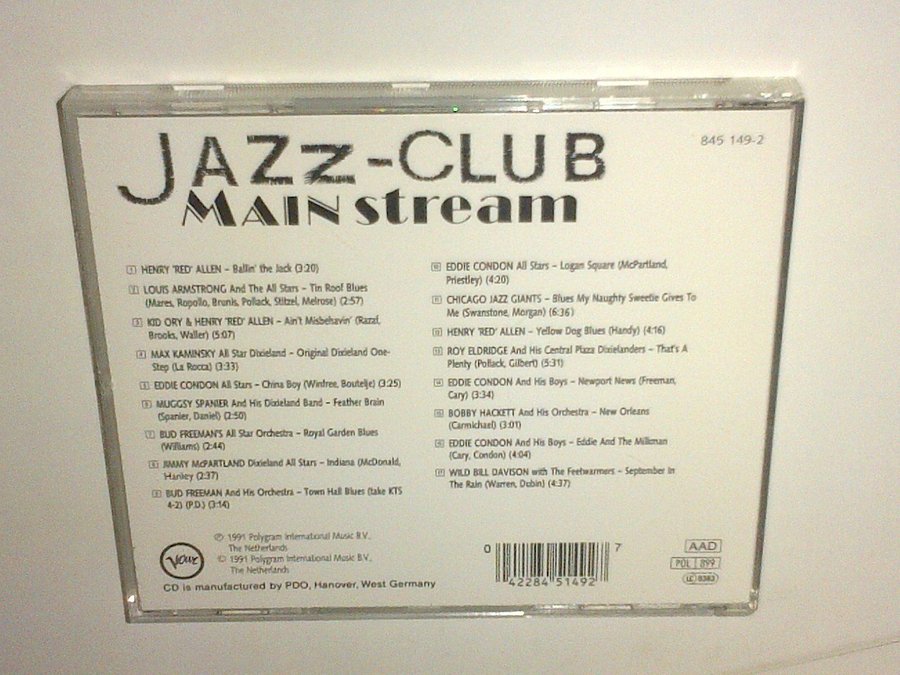 JAZZ-CLUB
MAINstream
845 149-2
1 HENRY 'RED' ALLEN – Ballin' the Jack (3:20)
2 LOUIS ARMSTRONG And The All Stars – Tin Roof Blues
(Mares, Ropollo, Brunis, Pollack, Stitzel, Melrose) (2:57)
3 KID ORY & HENRY 'RED' ALLEN – Ain't Misbehavin' (Razaf,
Brooks, Waller) (5:07)
4 MAX KAMINSKY All Star Dixieland – Original Dixieland One-
Step (La Rocca) (3:33)
5 EDDIE CONDON All Stars – China Boy (Winfree, Boutelje) (3:25)
6 MUGGSY SPANIER And His Dixieland Band – Feather Brain
(Spanier, Daniel) (2:50)
7 BUD FREEMAN'S All Star Orchestra – Royal Garden Blues
(Williams) (2:44)
8 JIMMY McPARTLAND Dixieland All Stars – Indiana (McDonald,
Hanley (2:37)
9 BUD FREEMAN And His Orchestra – Town Hall Blues (take KTS
4-2) (P.D.) (3:14)
10 EDDIE CONDON All Stars – Logan Square (McPartland,
Priestley) (4:20)
11 CHICAGO JAZZ GIANTS – Blues My Naughty Sweetie Gives To
Me (Swanstone, Morgan) (6:36)
12 HENRY 'RED' ALLEN – Yellow Dog Blues (Handy) (4:16)
13 ROY ELDRIDGE And His Central Plaza Dixielanders – That's A
Plenty (Pollack, Gilbert) (5:31)
14 EDDIE CONDON And His Boys – Newport News (Freeman,
Cary) (3:34)
15 BOBBY HACKETT And His Orchestra – New Orleans
(Carmichael) (3:01)
16 EDDIE CONDON And His Boys – Eddie And The Milkman
(Cary, Condon) (4:04)
17 WILD BILL DAVISON with The Feetwarmers – September In
The Rain (Warren, Dubin) (4:37)
Verve
℗ 1991 Polygram International Music B.V.
The Netherlands
© 1991 Polygram International Music B.V.
The Netherlands
CD is manufactured by PDO, Hanover, West Germany
0 42284 51492 7
AAD
POL 899
LC 0383